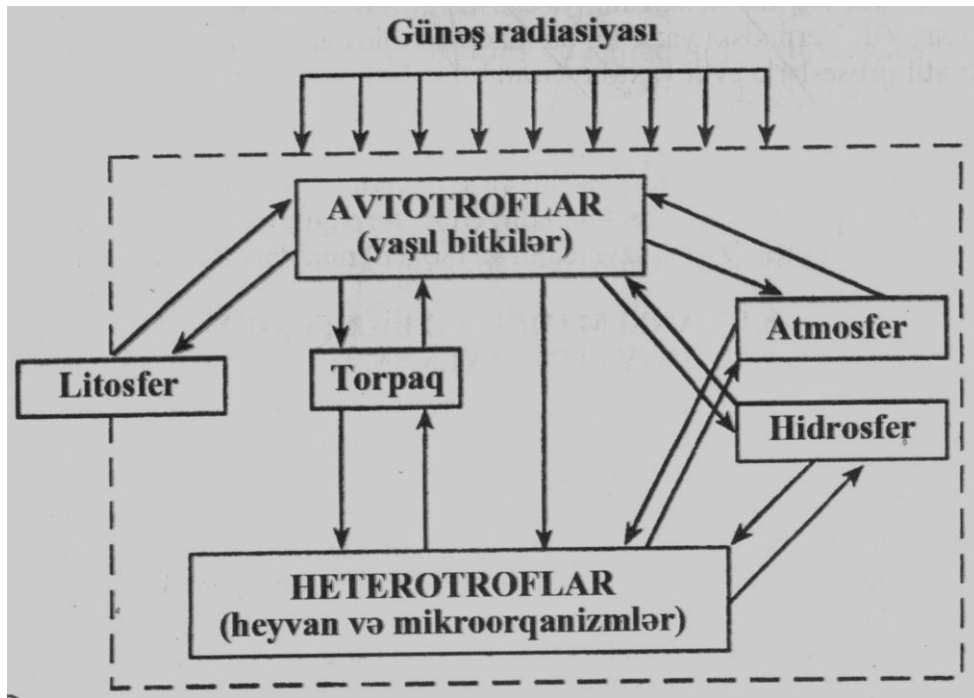 Günəş radiasiyası
AVTOTROFLAR
(yaşıl bitkilər)
Atmosfer
Litosfer
Torpaq
Hidrosfer
HETEROTROFLAR
(heyvan və mikroorqanizmlər)